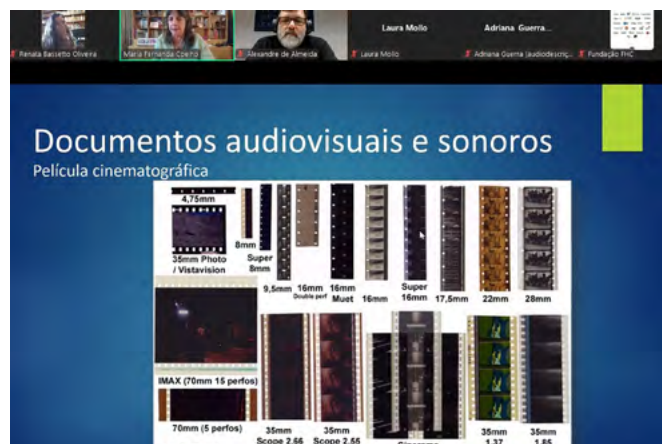 Laura Mollo
Adriana Guerra...
Renata Bassetto Oliveira
Maria Fernanda Coelho
Alexandre de Almeida
Laura Mollo
Adriana Guerra (audiodescriç...
Fundação FHC
Documentos audiovisuais e sonoros
Película cinematográfica
4,75mm
35mm Photo
/ Vistavision
8mm
Super
8mm
9,5mm
16mm
Double perf
16mm
Muet
16mm
Super
16mm
17,5mm
22mm
28mm
IMAX (70mm 15 perfos)
70mm (5 perfos)
35mm
Scope 2.66
35mm
Scope 2.55
Cinerama
35mm
1.37
35mm
1.85